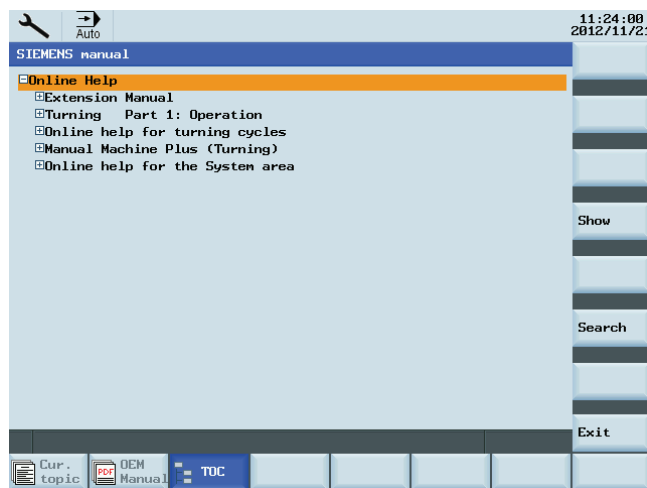 Auto
11:24:00
2012/11/21
SIEMENS manual
Online Help
Extension Manual
Turning Part 1: Operation
Online help for turning cycles
Manual Machine Plus (Turning)
Online help for the System area
Show
Search
Exit
Cur. topic
PDF
OEM Manual
TOC